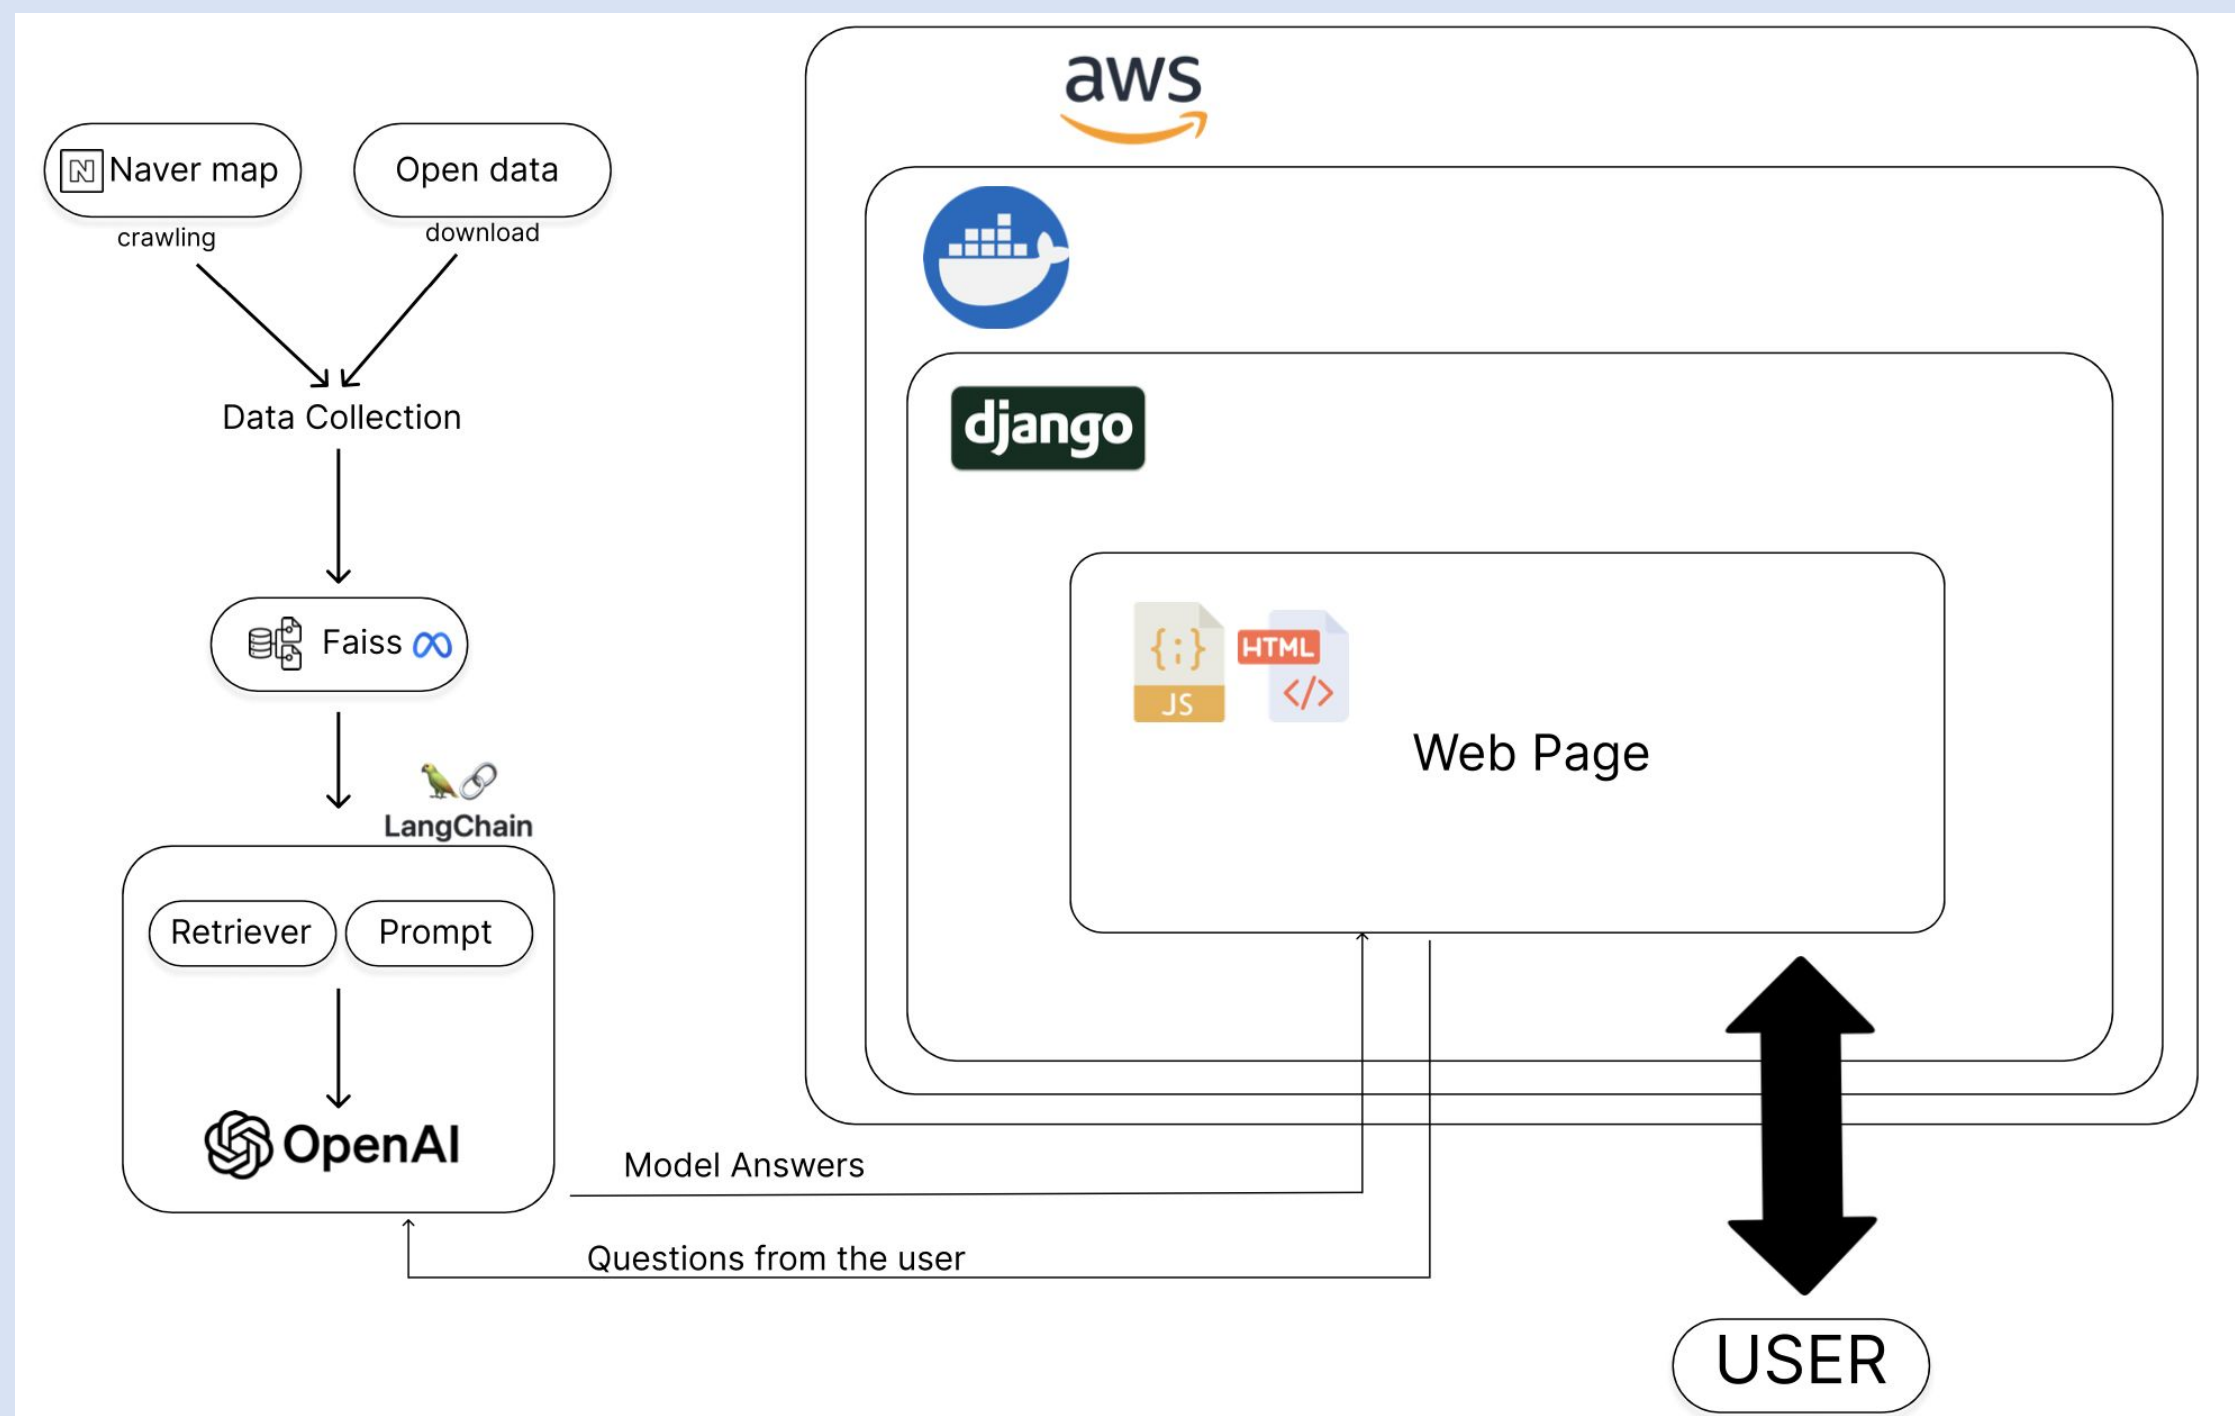 N Naver map
crawling
Open data
download
Data Collection
Faiss
LangChain
Retriever
Prompt
OpenAI
Model Answers
Questions from the user
aws
django
{;}
JS
HTML
</>
Web Page
USER